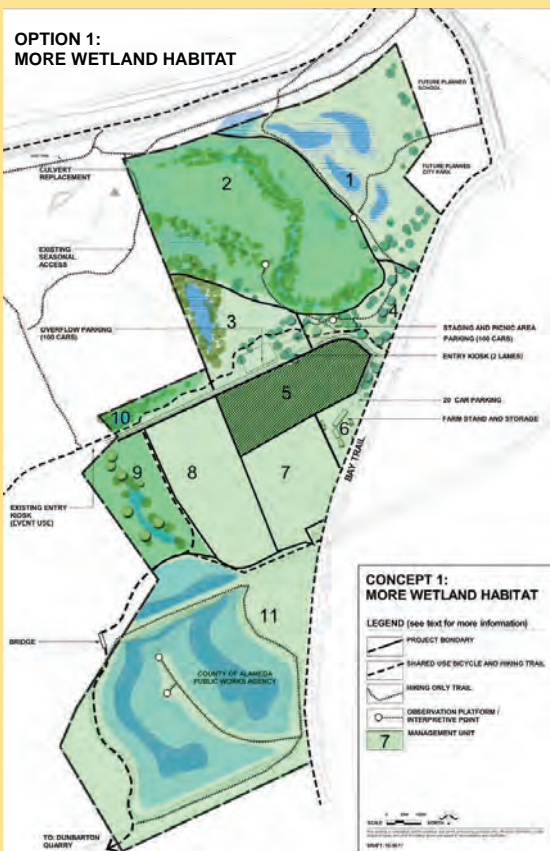 OPTION 1:
MORE WETLAND HABITAT
FUTURE PLANNED
SCHOOL
FUTURE PLANNED
CITY PARK
CULVERT
REPLACEMENT
1
2
EXISTING
SEASONAL
ACCESS
OVERFLOW PARKING
(100 CARS)
3
4
STAGING AND PICNIC AREA
PARKING (100 CARS)
ENTRY KIOSK (2 LANES)
5
20 CAR PARKING
FARM STAND AND STORAGE
6
BAY TRAIL
10
9
8
7
EXISTING ENTRY
KIOSK
(EVENT USE)
11
BRIDGE
COUNTY OF ALAMEDA
PUBLIC WORKS AGENCY
TO: DUNBARTON
QUARRY
CONCEPT 1:
MORE WETLAND HABITAT
LEGEND (see text for more information)
PROJECT BONDARY
SHARED USE BICYCLE AND HIKING TRAIL
HIKING ONLY TRAIL
OBSERVATION PLATFORM /
INTERPRETIVE POINT
7
MANAGEMENT UNIT
SCALE
NORTH